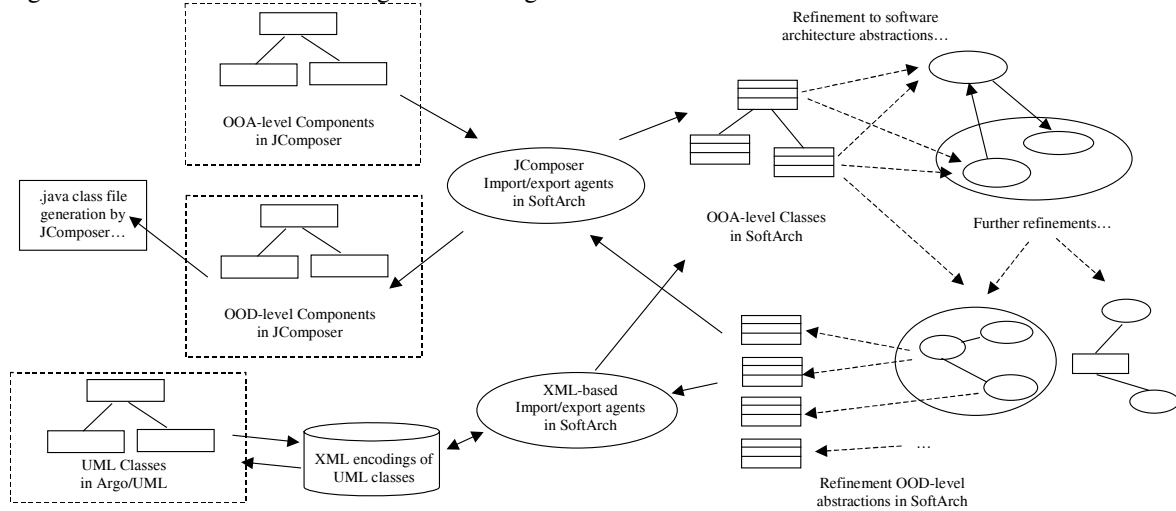 Refinement to software
architecture abstractions…
OOA-level Components
in JComposer
JComposer
Import/export agents
in SoftArch
.java class file
generation by
JComposer…
OOA-level Classes
in SoftArch
Further refinements…
OOD-level Components
in JComposer
XML-based
Import/export agents
in SoftArch
UML Classes
in Argo/UML
XML encodings of
UML classes
…
Refinement OOD-level
abstractions in SoftArch